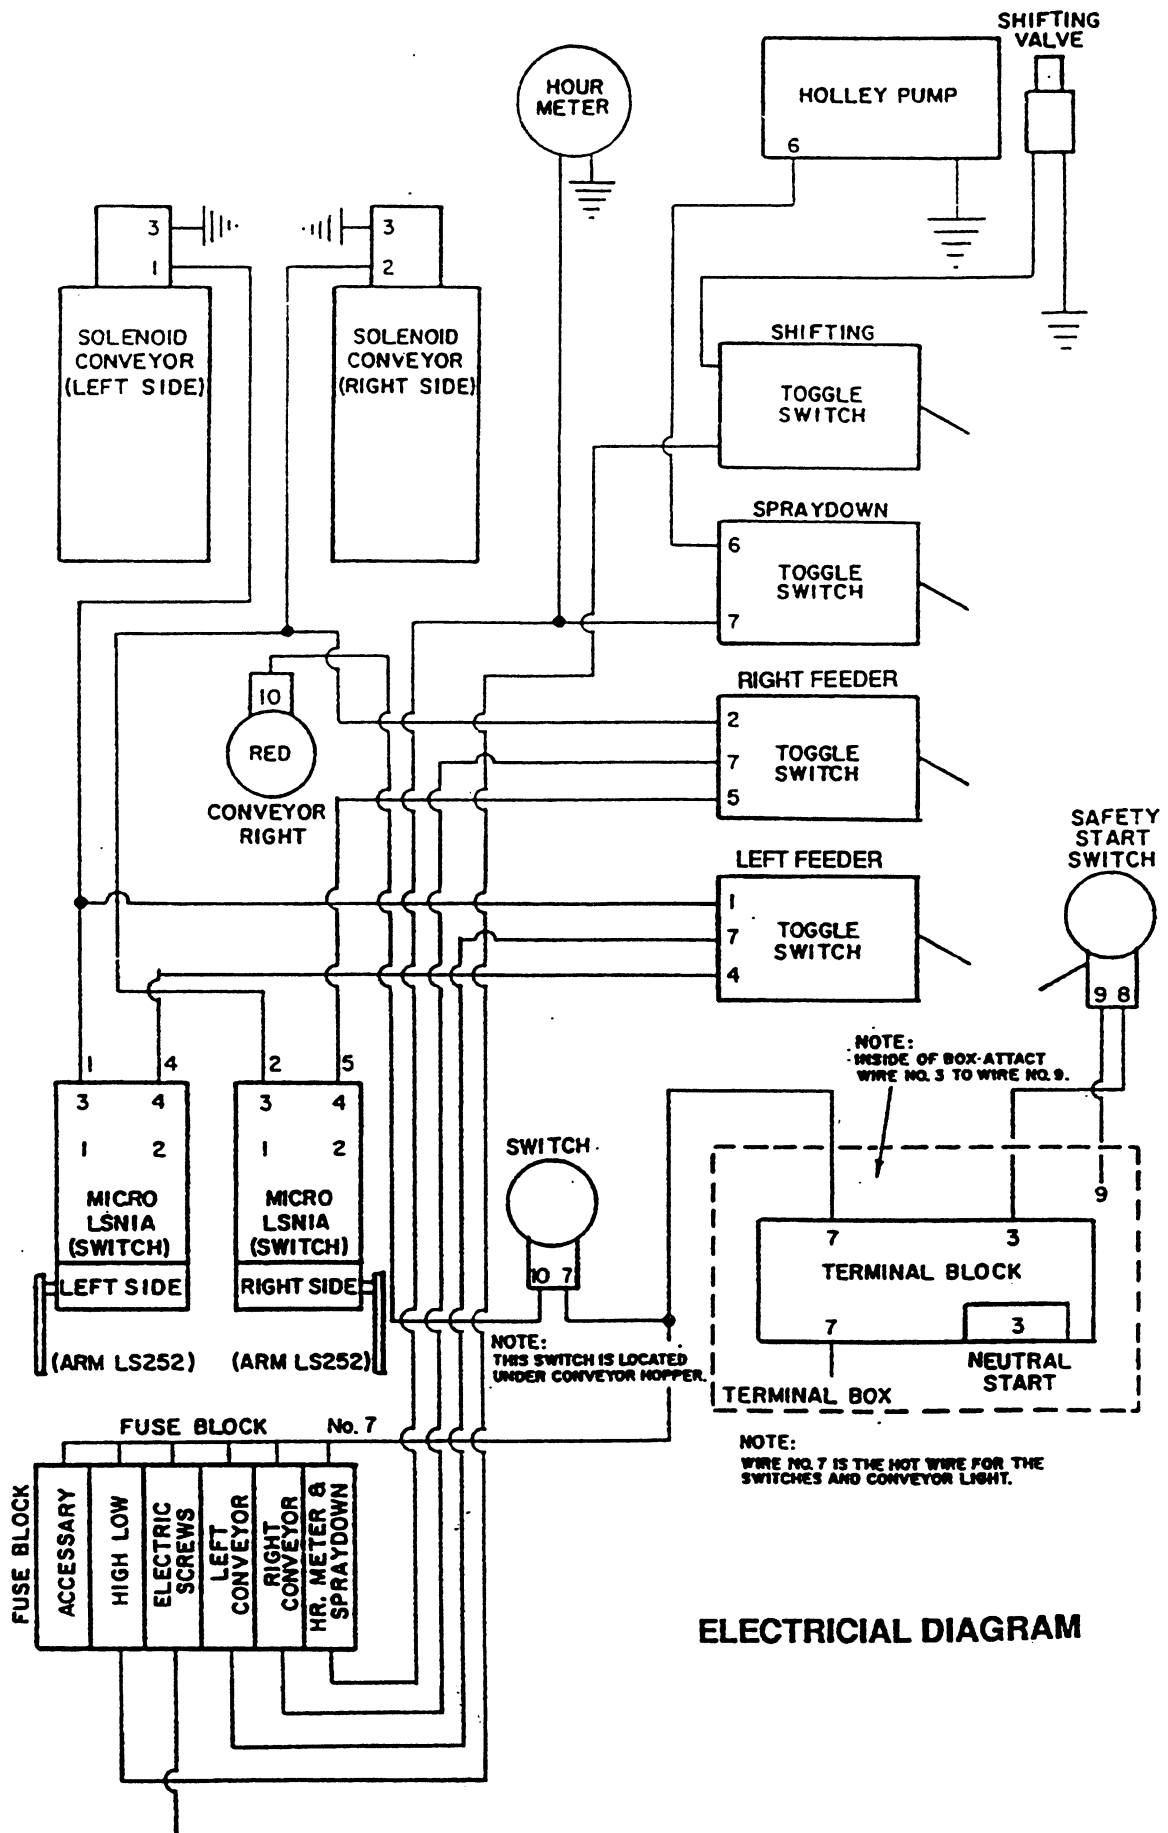 SHIFTING
VALVE
HOUR
METER
HOLLEY PUMP
6
3
1
3
2
SOLENOID
CONVEYOR
(LEFT SIDE)
SOLENOID
CONVEYOR
(RIGHT SIDE)
SHIFTING
TOGGLE
SWITCH
SPRAYDOWN
6
TOGGLE
SWITCH
7
10
RED
CONVEYOR
RIGHT
RIGHT FEEDER
2
7
TOGGLE
SWITCH
5
LEFT FEEDER
1
7
TOGGLE
SWITCH
4
SAFETY
START
SWITCH
9 8
NOTE:
INSIDE OF BOX-ATTACT
WIRE NO. 3 TO WIRE NO. 9.
1 4
3 4
1 2
MICRO
LSN1A
(SWITCH)
LEFT SIDE
(ARM LS252)
2 5
3 4
1 2
MICRO
LSN1A
(SWITCH)
RIGHT SIDE
(ARM LS252)
SWITCH
10 7
NOTE:
THIS SWITCH IS LOCATED
UNDER CONVEYOR HOPPER.
9
7 3
TERMINAL BLOCK
7 3
NEUTRAL
START
TERMINAL BOX
NOTE:
WIRE NO. 7 IS THE HOT WIRE FOR THE
SWITCHES AND CONVEYOR LIGHT.
FUSE BLOCK No. 7
FUSE BLOCK
ACCESSARY
HIGH LOW
ELECTRIC
SCREWS
LEFT
CONVEYOR
RIGHT
CONVEYOR
HR. METER &
SPRAYDOWN
ELECTRICIAL DIAGRAM